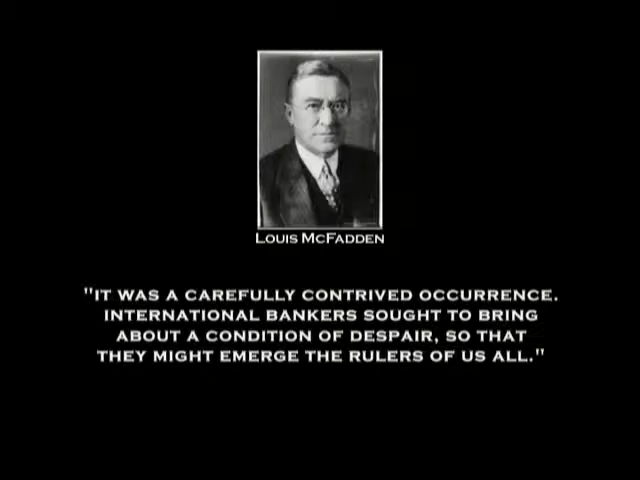 Louis McFadden
"It was a carefully contrived occurrence.
International bankers sought to bring
about a condition of despair, so that
they might emerge the rulers of us all."